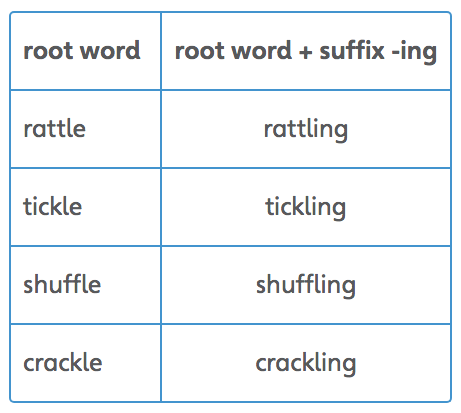 root word root word + suffix -ing
rattle rattling
tickle tickling
shuffle shuffling
crackle crackling